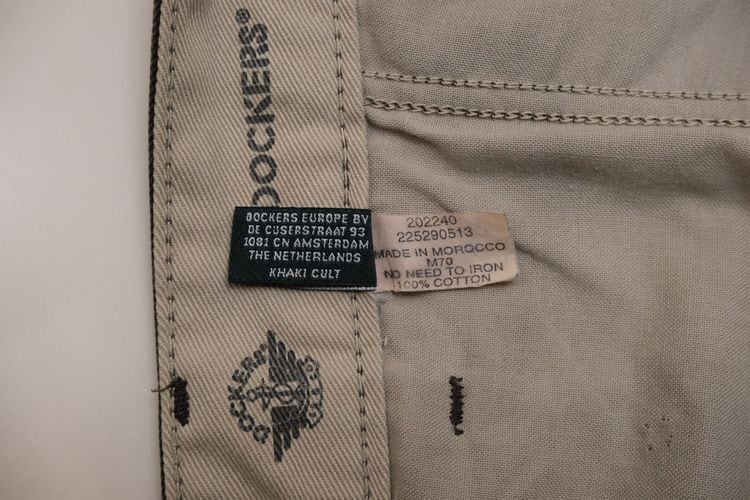 DOCKERS®
DOCKERS EUROPE BV
DE CUSERSTRAAT 93
1081 CN AMSTERDAM
THE NETHERLANDS
KHAKI CULT
202240
225290513
MADE IN MOROCCO
M70
NO NEED TO IRON
100% COTTON
DOCKERS